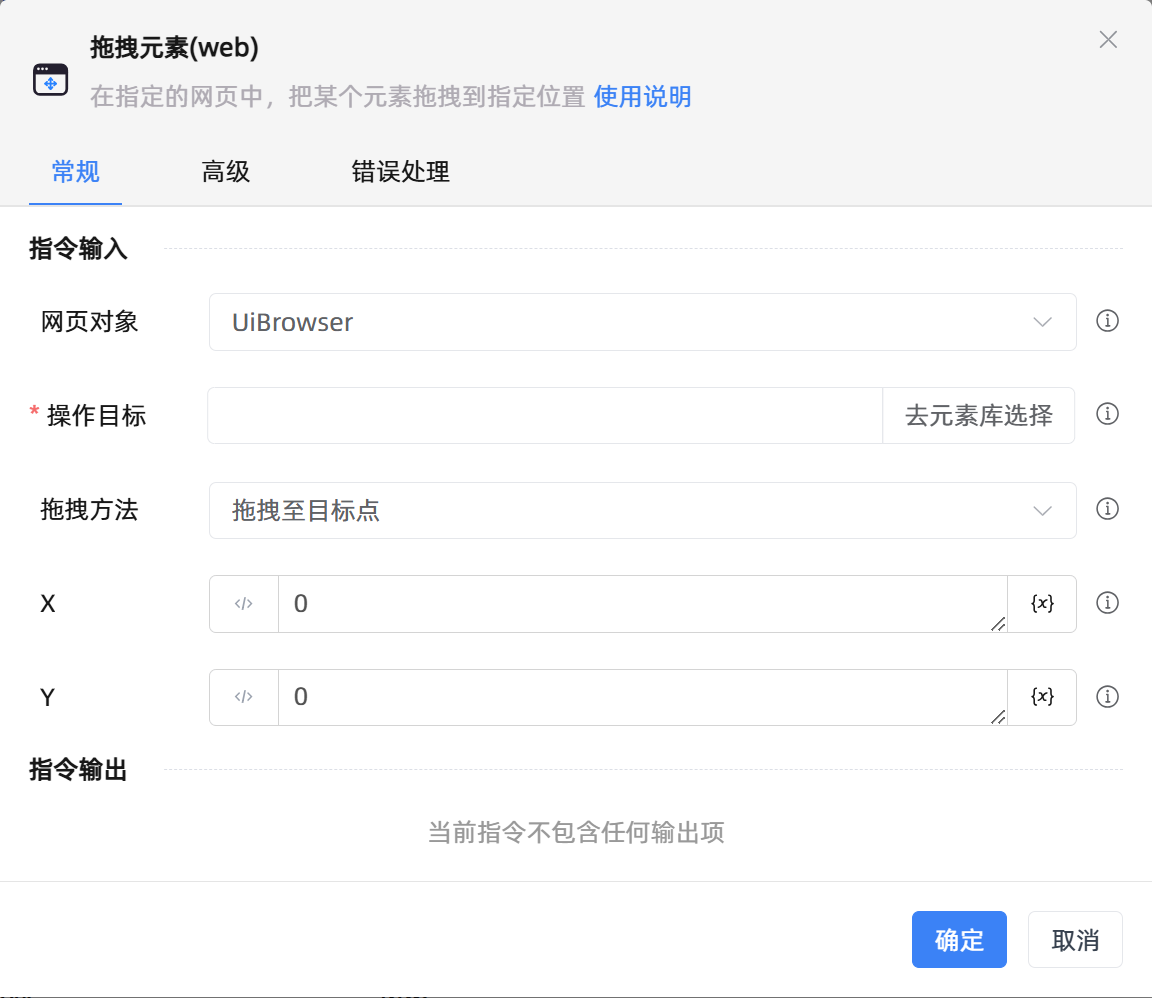 拖拽元素(web)
在指定的网页中，把某个元素拖拽到指定位置 使用说明
常规 高级 错误处理
指令输入
网页对象 UiBrowser
* 操作目标 去元素库选择
拖拽方法 拖拽至目标点
X </> 0 {x}
Y </> 0 {x}
指令输出
当前指令不包含任何输出项
确定 取消